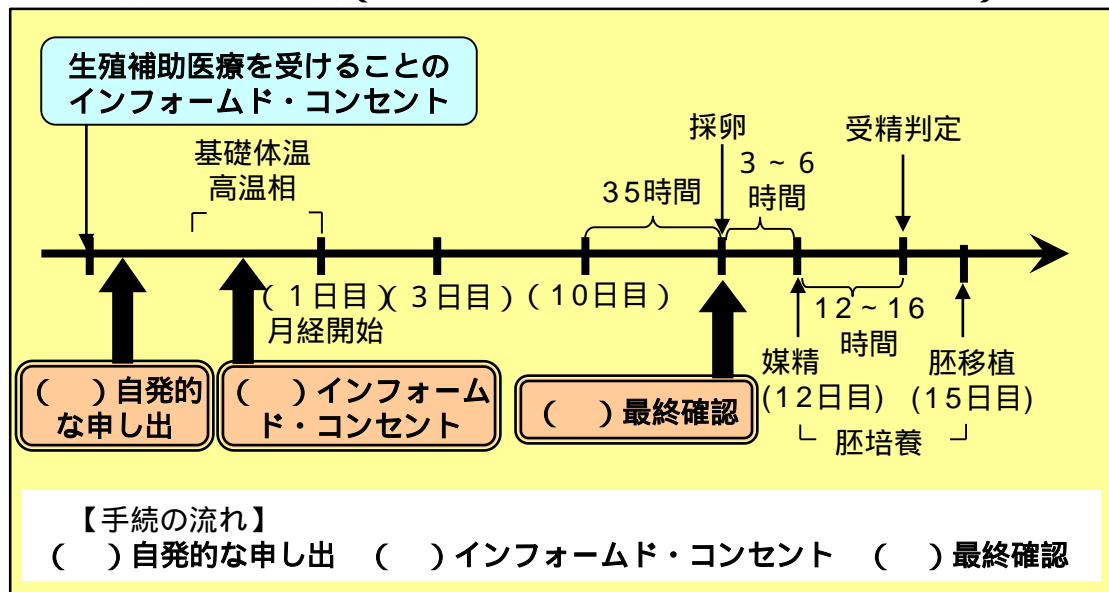 生殖補助医療を受けることの
インフォームド・コンセント
基礎体温
高温相
35時間
採卵
3～6
時間
受精判定
(1日目)(3日目)(10日目)
月経開始
12～16
時間
媒精
(12日目)
胚移植
(15日目)
胚培養
(　)自発的
な申し出
(　)インフォーム
ド・コンセント
(　)最終確認
【手続の流れ】
(　)自発的な申し出　(　)インフォームド・コンセント　(　)最終確認